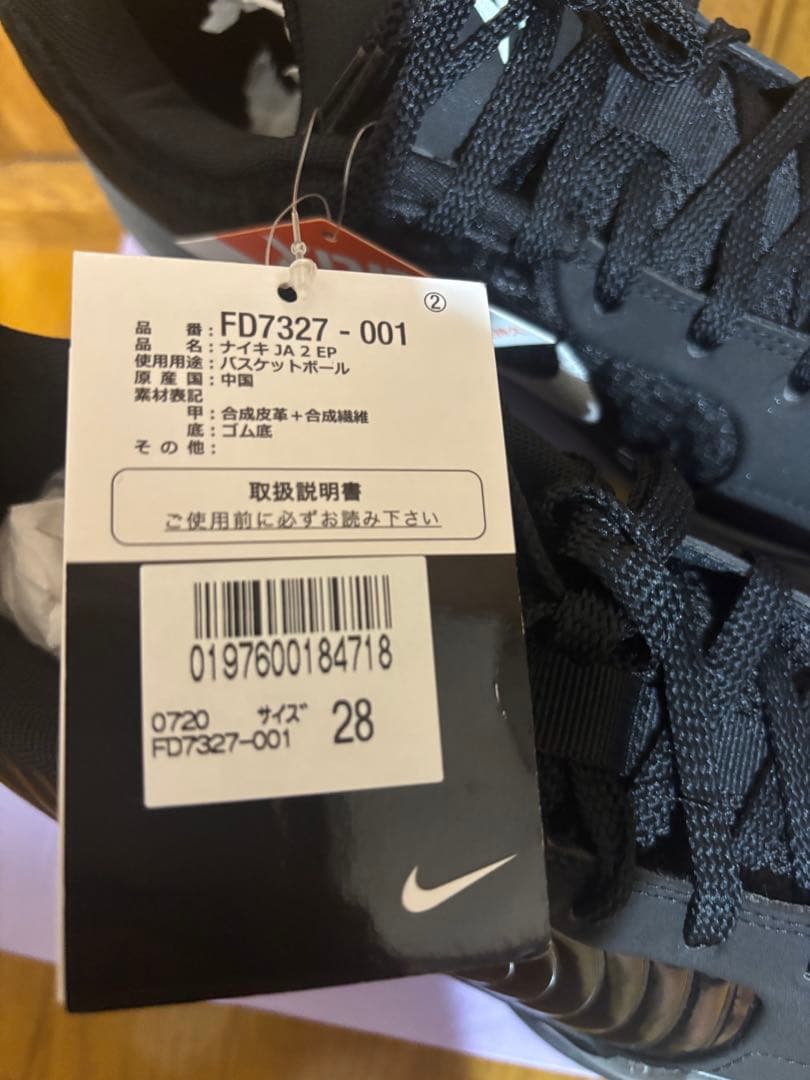 ②
品　番：FD7327 - 001
品　名：ナイキ JA 2 EP
使用用途：バスケットボール
原 産 国：中国
素材表記
甲：合成皮革＋合成繊維
底：ゴム底
そ の 他：
取扱説明書
ご使用前に必ずお読み下さい
0197600184718
0720 サイズ 28
FD7327-001